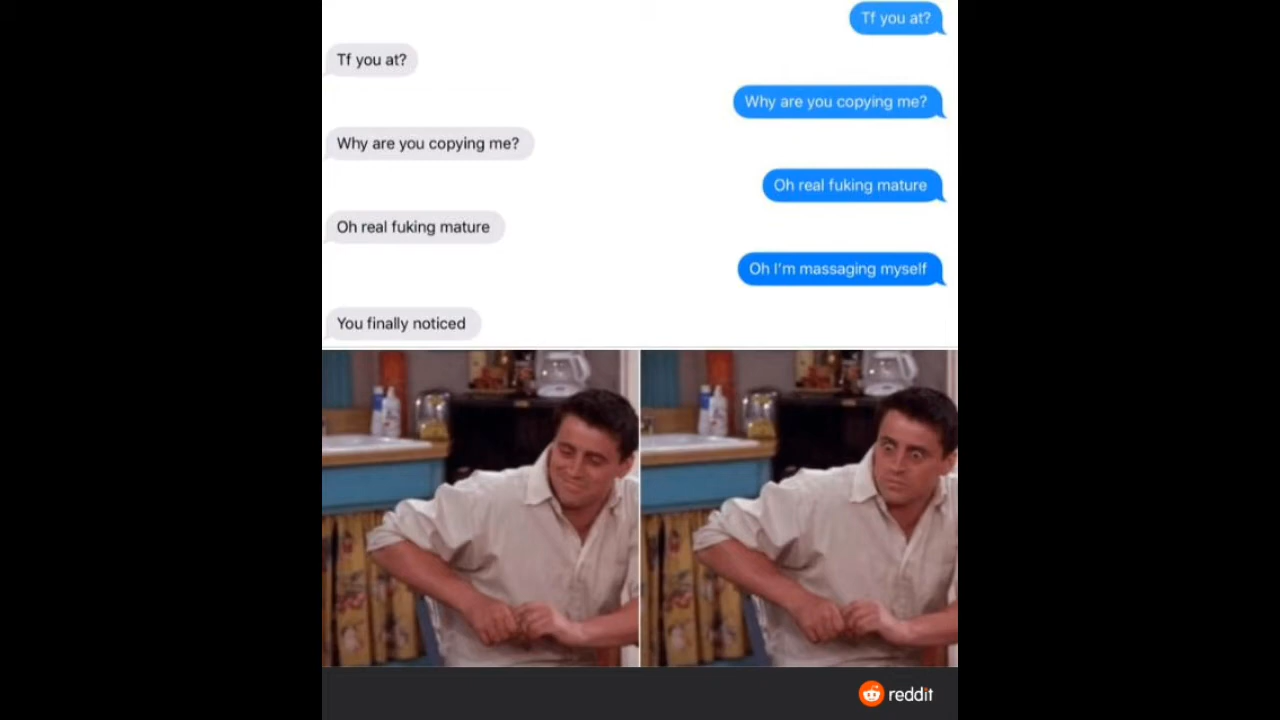 Tf you at?
Tf you at?
Why are you copying me?
Why are you copying me?
Oh real fuking mature
Oh real fuking mature
Oh I'm massaging myself
You finally noticed
reddit